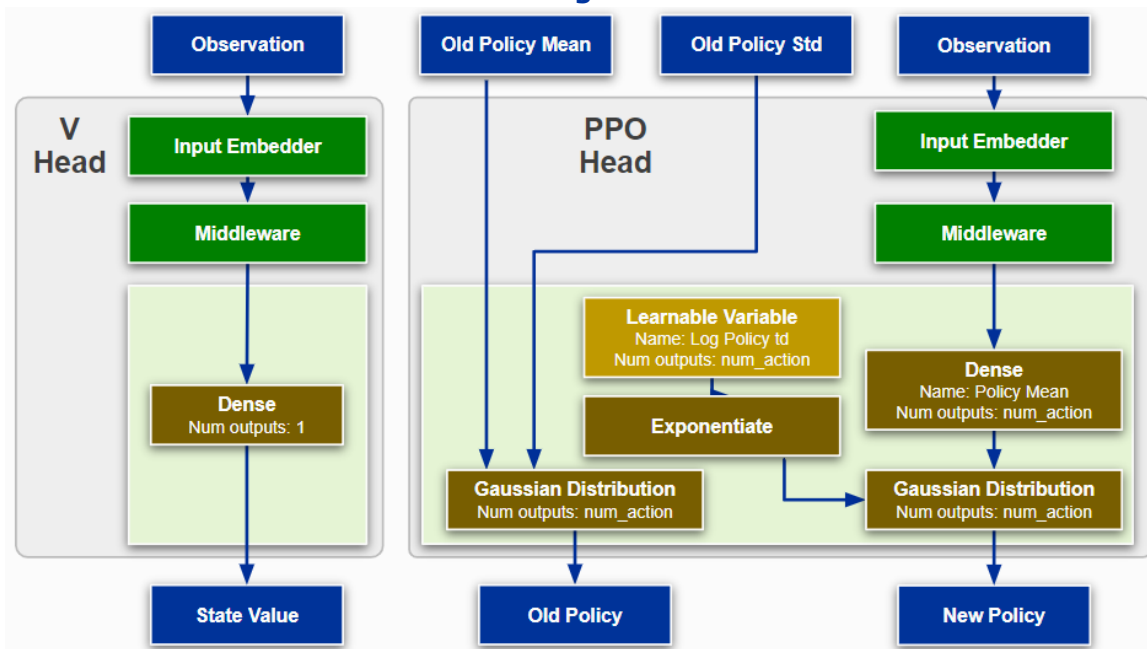 Observation
Old Policy Mean
Old Policy Std
Observation
V
Head
PPO
Head
Input Embedder
Input Embedder
Middleware
Middleware
Learnable Variable
Name: Log Policy td
Num outputs: num_action
Dense
Name: Policy Mean
Num outputs: num_action
Dense
Num outputs: 1
Exponentiate
Gaussian Distribution
Num outputs: num_action
Gaussian Distribution
Num outputs: num_action
State Value
Old Policy
New Policy